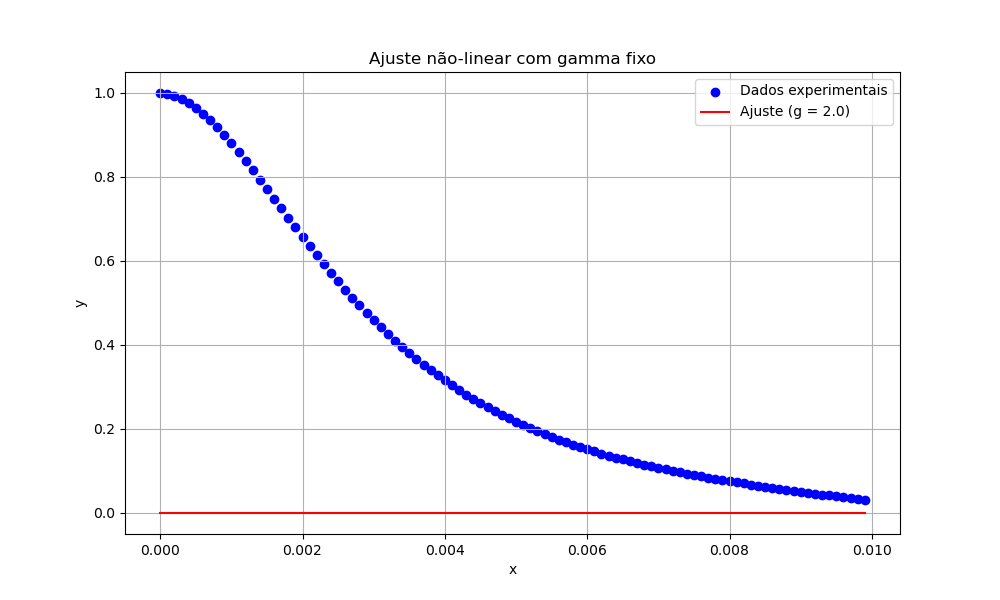 Ajuste não-linear com gamma fixo
Dados experimentais
Ajuste (g = 2.0)
y
1.0
0.8
0.6
0.4
0.2
0.0
0.000 0.002 0.004 0.006 0.008 0.010
x